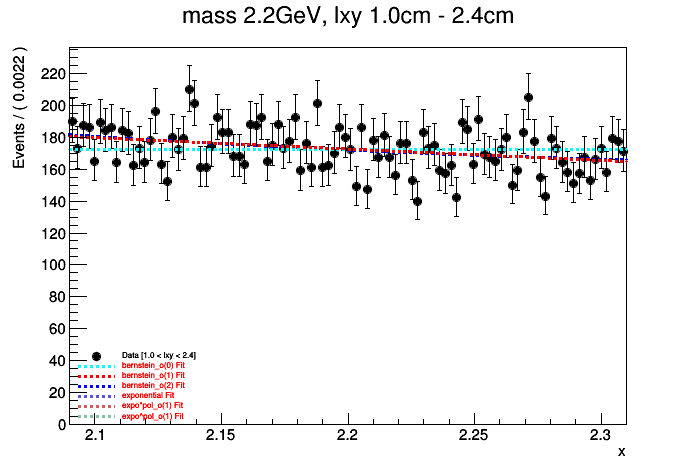 mass 2.2GeV, lxy 1.0cm - 2.4cm
Events / ( 0.0022 )
220
200
180
160
140
120
100
80
60
40
20
0
Data [1.0 < lxy < 2.4]
bernstein_o(0) Fit
bernstein_o(1) Fit
bernstein_o(2) Fit
exponential Fit
expo*pol_o(1) Fit
expo*pol_o(1) Fit
2.1
2.15
2.2
2.25
2.3
x